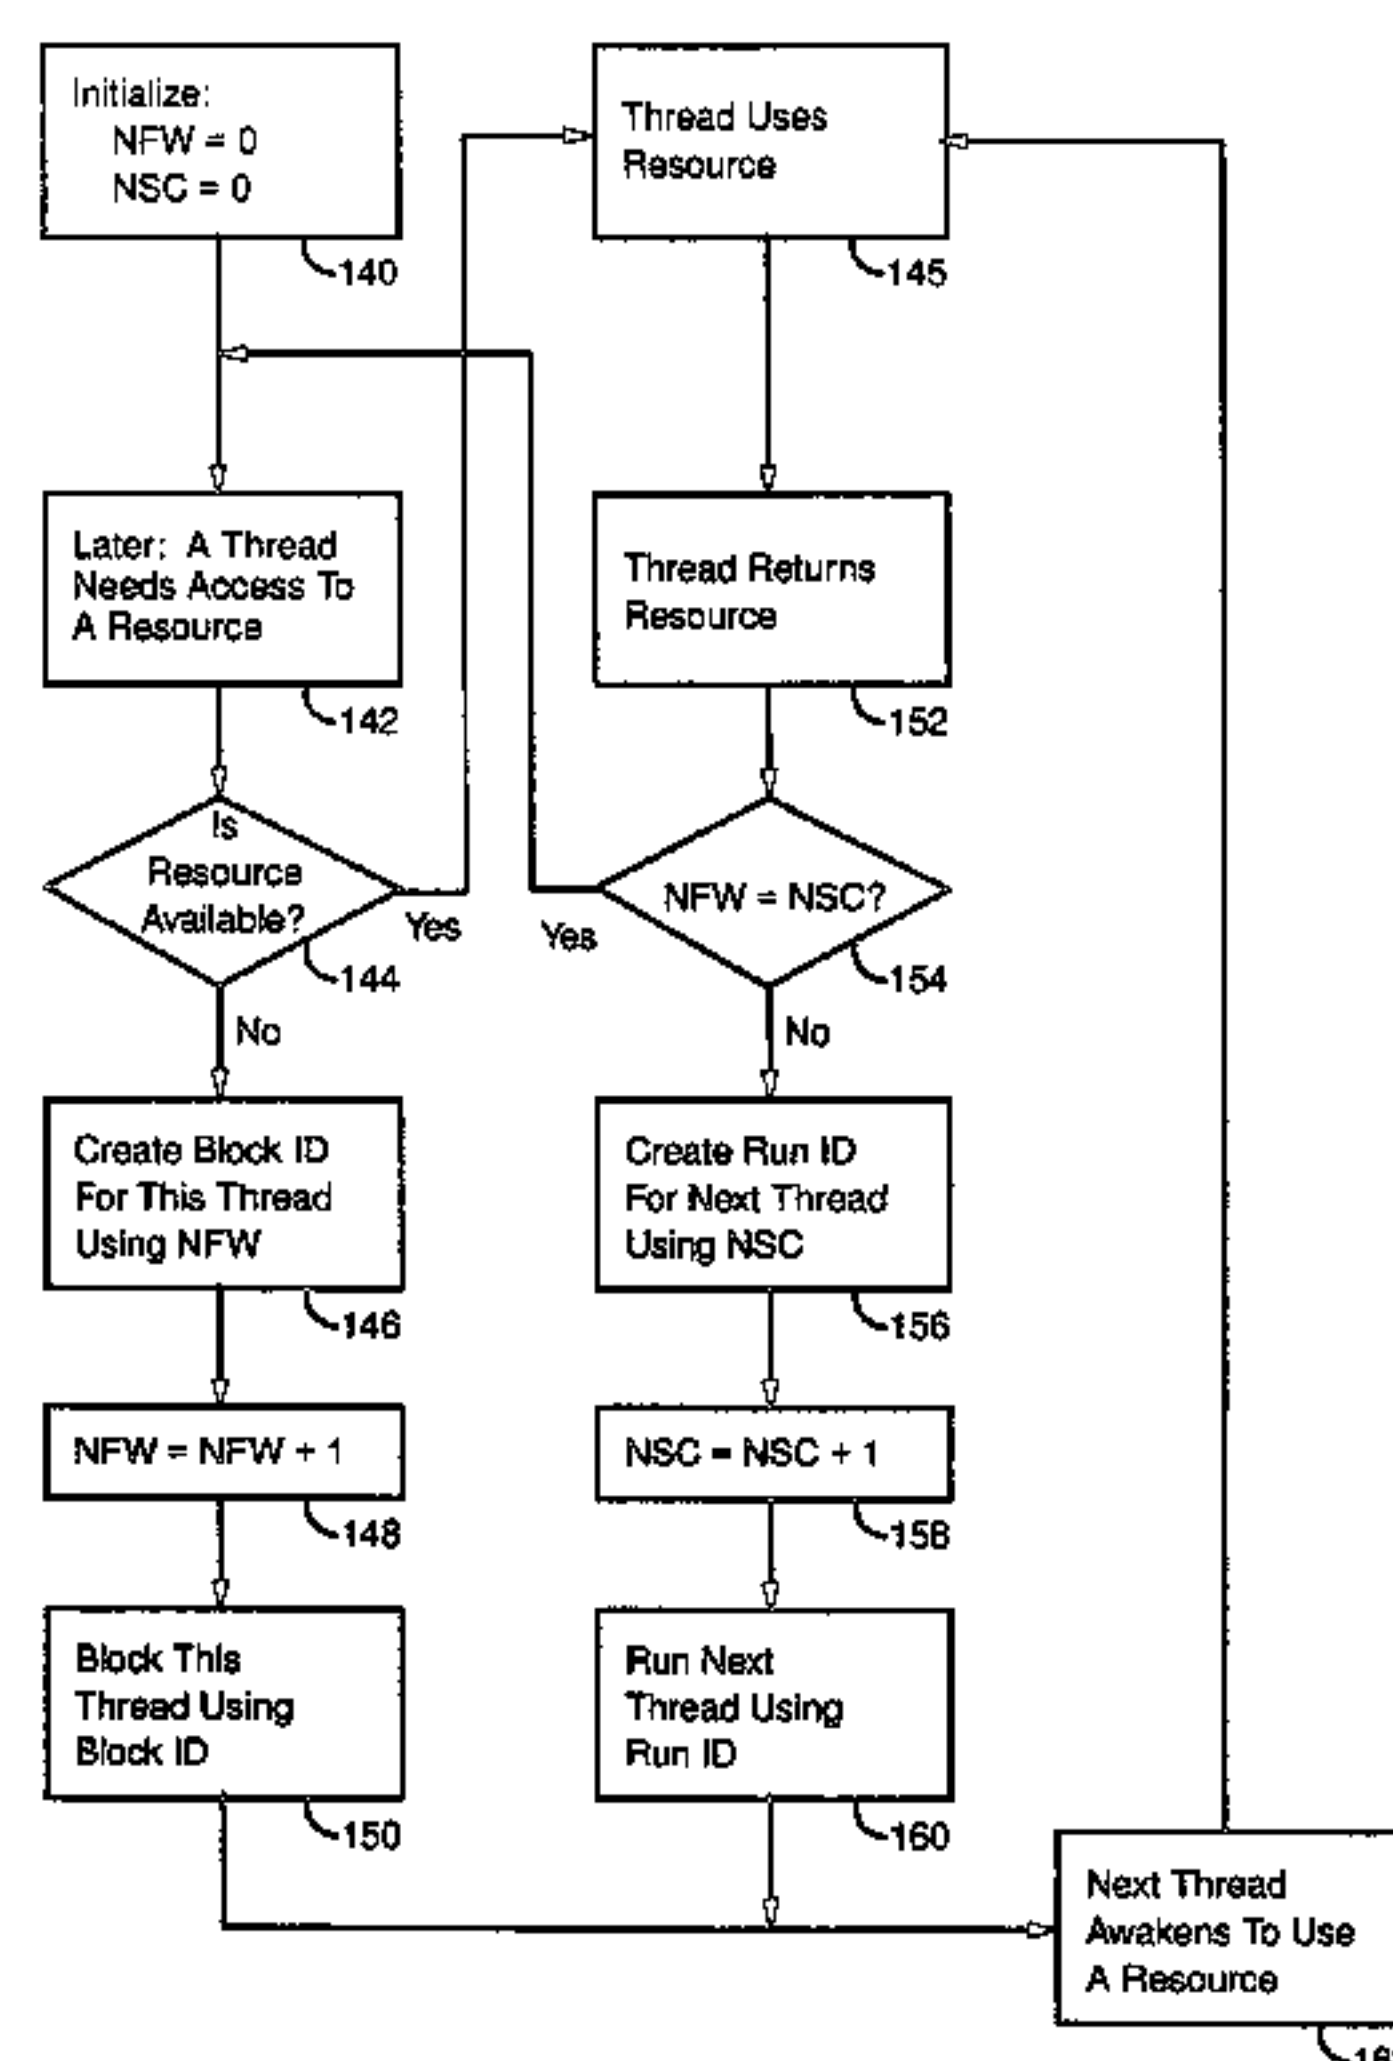 Initialize:
NFW = 0
NSC = 0
140
Later: A Thread
Needs Access To
A Resource
142
Is
Resource
Available?
Yes
144
No
Create Block ID
For This Thread
Using NFW
146
NFW = NFW + 1
148
Block This
Thread Using
Block ID
150
Thread Uses
Resource
145
Thread Returns
Resource
152
NFW = NSC?
Yes
154
No
Create Run ID
For Next Thread
Using NSC
156
NSC = NSC + 1
158
Run Next
Thread Using
Run ID
160
Next Thread
Awakens To Use
A Resource